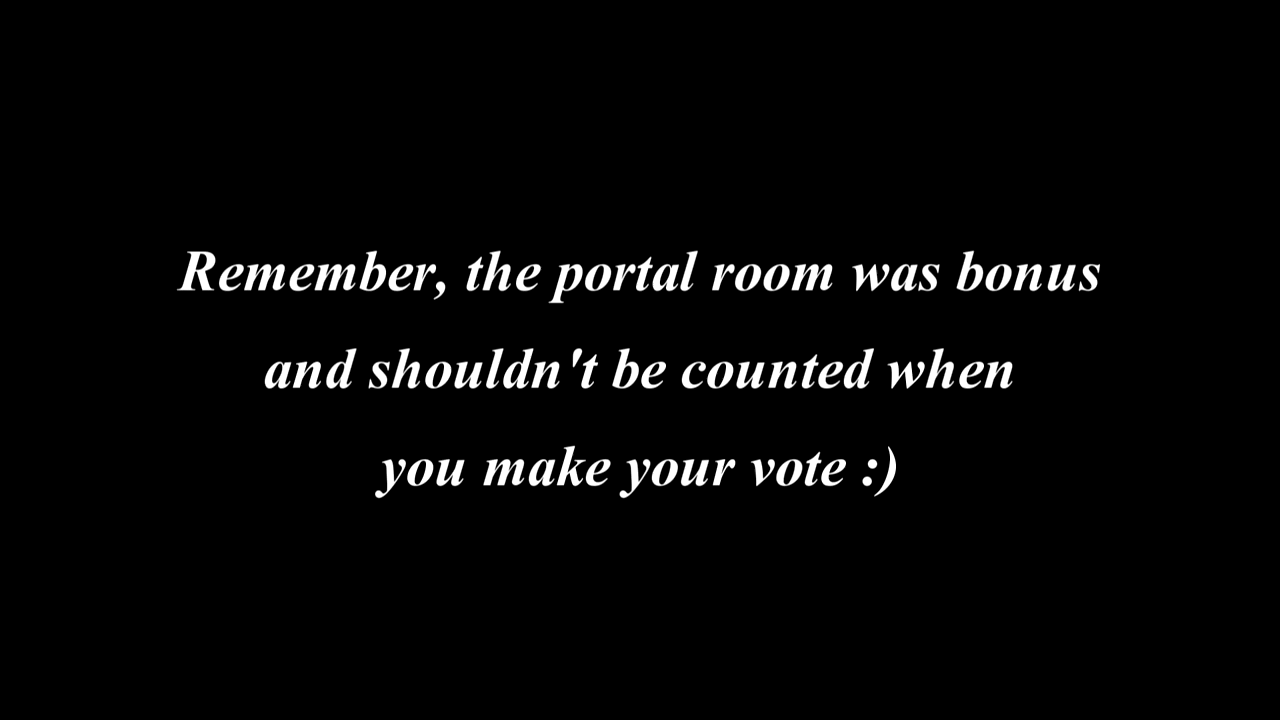 Remember, the portal room was bonus
and shouldn't be counted when
you make your vote :)